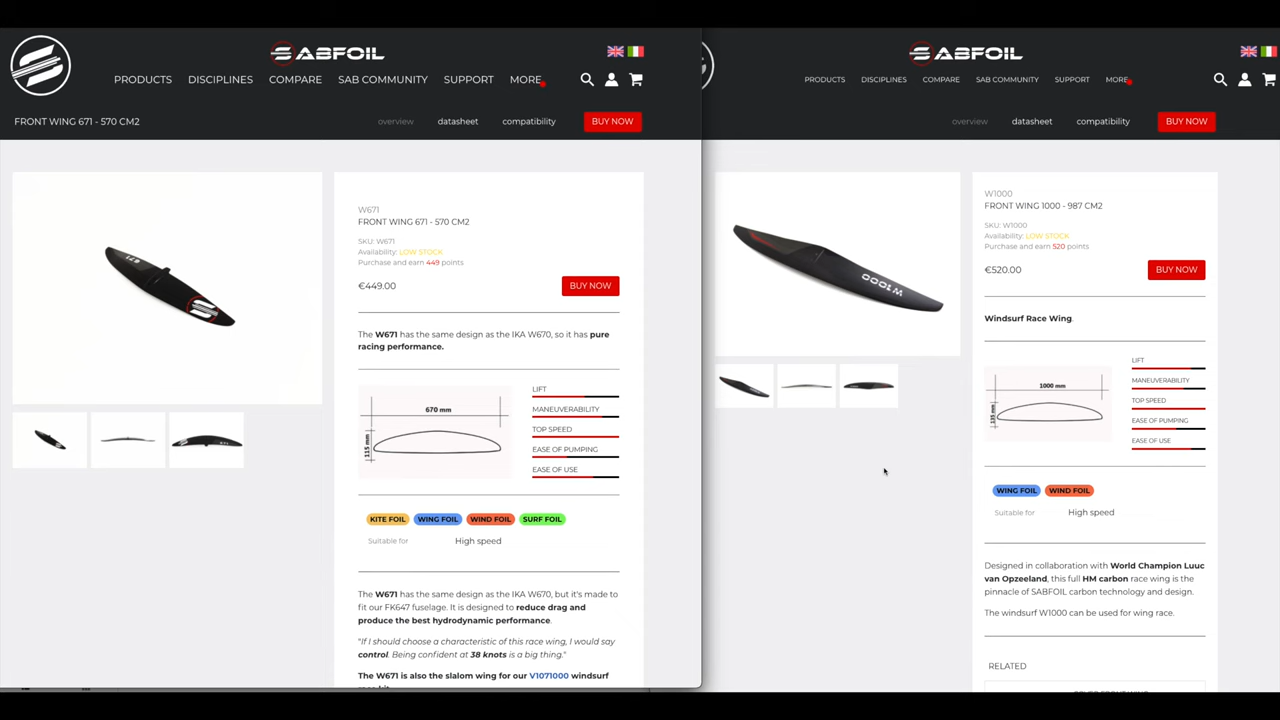 SABFOIL
PRODUCTS DISCIPLINES COMPARE SAB COMMUNITY SUPPORT MORE
FRONT WING 671 - 570 CM2
overview datasheet compatibility BUY NOW
W671
FRONT WING 671 - 570 CM2
SKU: W671
Availability: LOW STOCK
Purchase and earn 449 points
€449.00
BUY NOW
The W671 has the same design as the IKA W670, so it has pure
racing performance.
670 mm
115 mm
LIFT
MANEUVERABILITY
TOP SPEED
EASE OF PUMPING
EASE OF USE
KITE FOIL WING FOIL WIND FOIL SURF FOIL
Suitable for High speed
The W671 has the same design as the IKA W670, but it's made to
fit our FK647 fuselage. It is designed to reduce drag and
produce the best hydrodynamic performance.
"If I should choose a characteristic of this race wing, I would say
control. Being confident at 38 knots is a big thing."
The W671 is also the slalom wing for our V1071000 windsurf
SABFOIL
PRODUCTS DISCIPLINES COMPARE SAB COMMUNITY SUPPORT MORE
overview datasheet compatibility BUY NOW
W1000
W1000
FRONT WING 1000 - 987 CM2
SKU: W1000
Availability: LOW STOCK
Purchase and earn 520 points
€520.00
BUY NOW
Windsurf Race Wing.
1000 mm
135 mm
LIFT
MANEUVERABILITY
TOP SPEED
EASE OF PUMPING
EASE OF USE
WING FOIL WIND FOIL
Suitable for High speed
Designed in collaboration with World Champion Luuc
van Opzeeland, this full HM carbon race wing is the
pinnacle of SABFOIL carbon technology and design.
The windsurf W1000 can be used for wing race.
RELATED